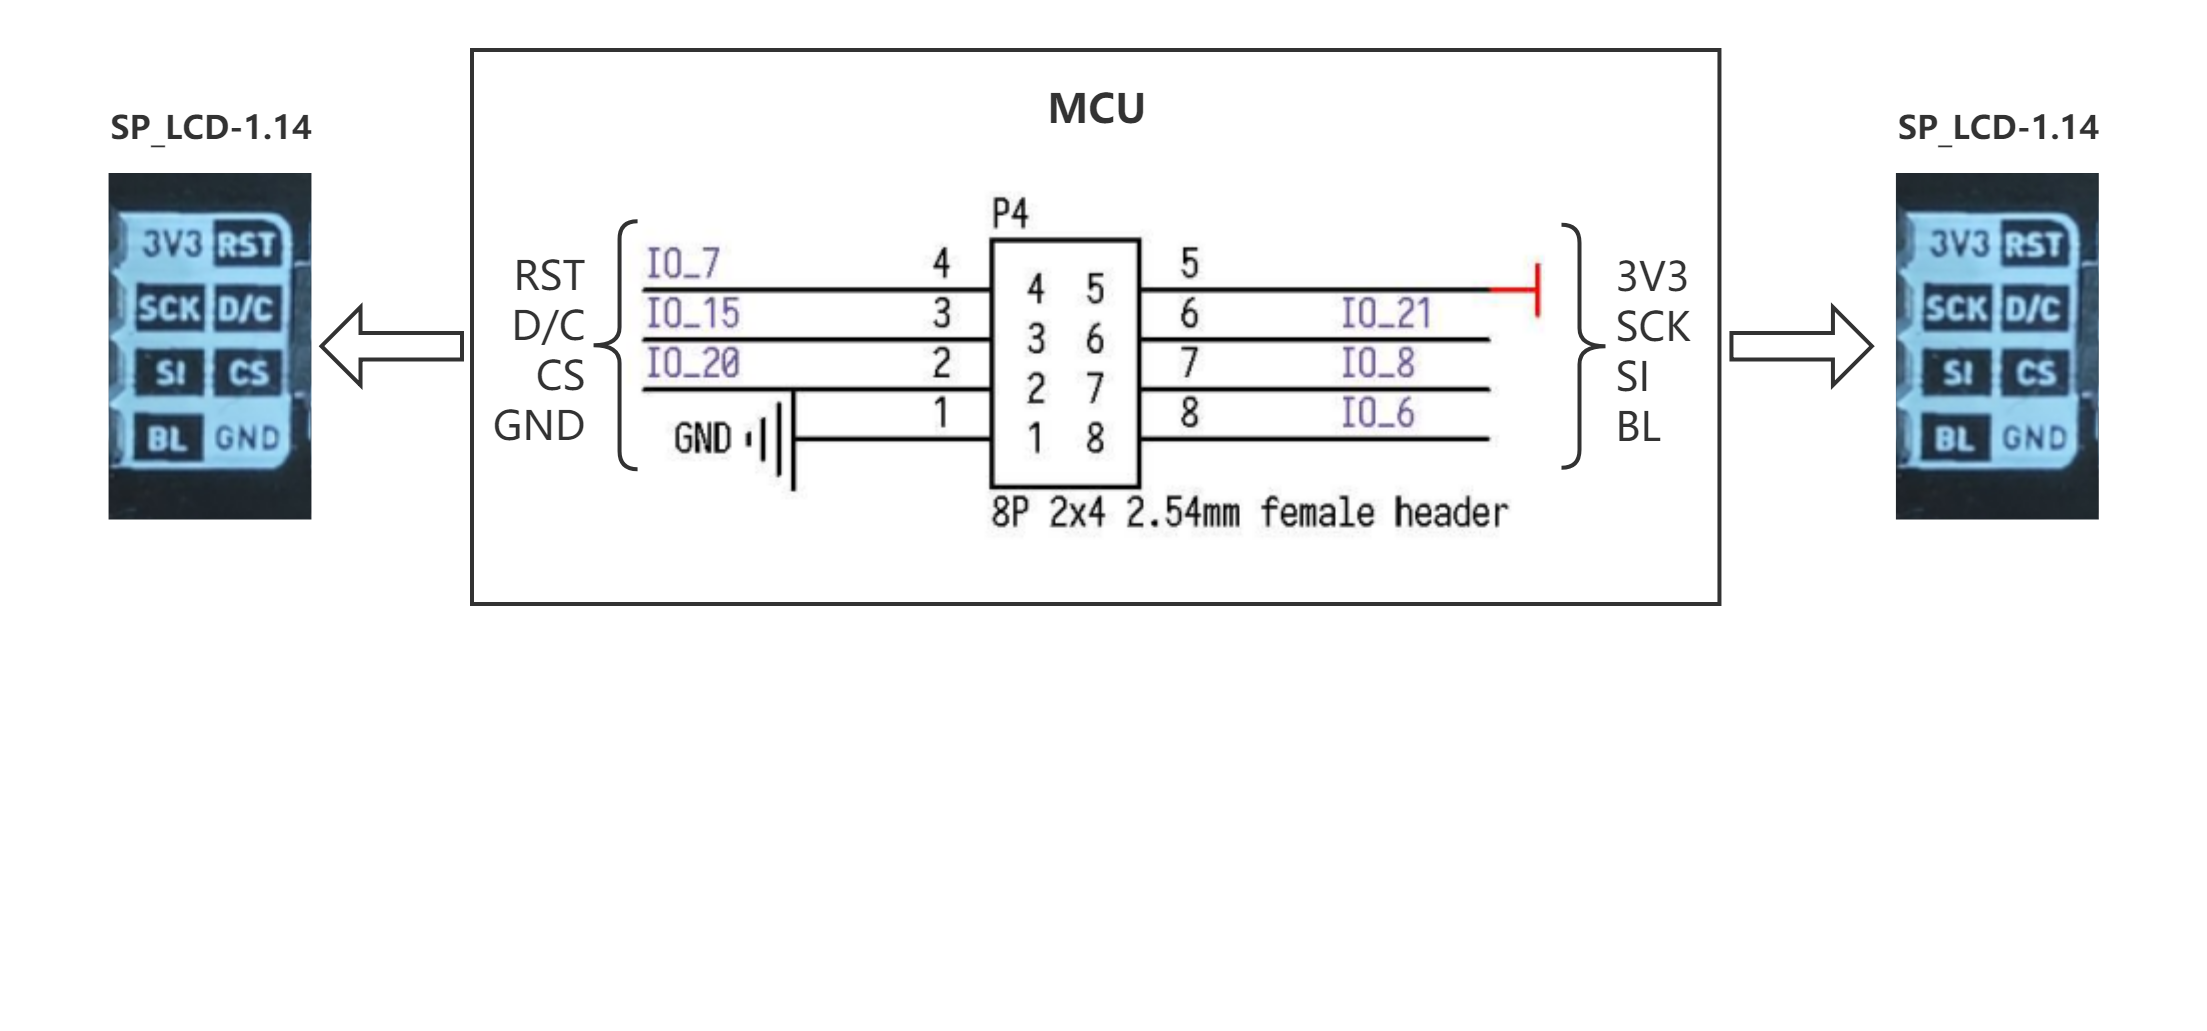 MCU
SP_LCD-1.14
3V3 RST
SCK D/C
SI CS
BL GND
RST
D/C
CS
GND
P4
IO_7 4 4 5 5
IO_15 3 3 6 6 IO_21
IO_20 2 2 7 7 IO_8
GND 1 1 8 8 IO_6
8P 2x4 2.54mm female header
3V3
SCK
SI
BL
SP_LCD-1.14
3V3 RST
SCK D/C
SI CS
BL GND